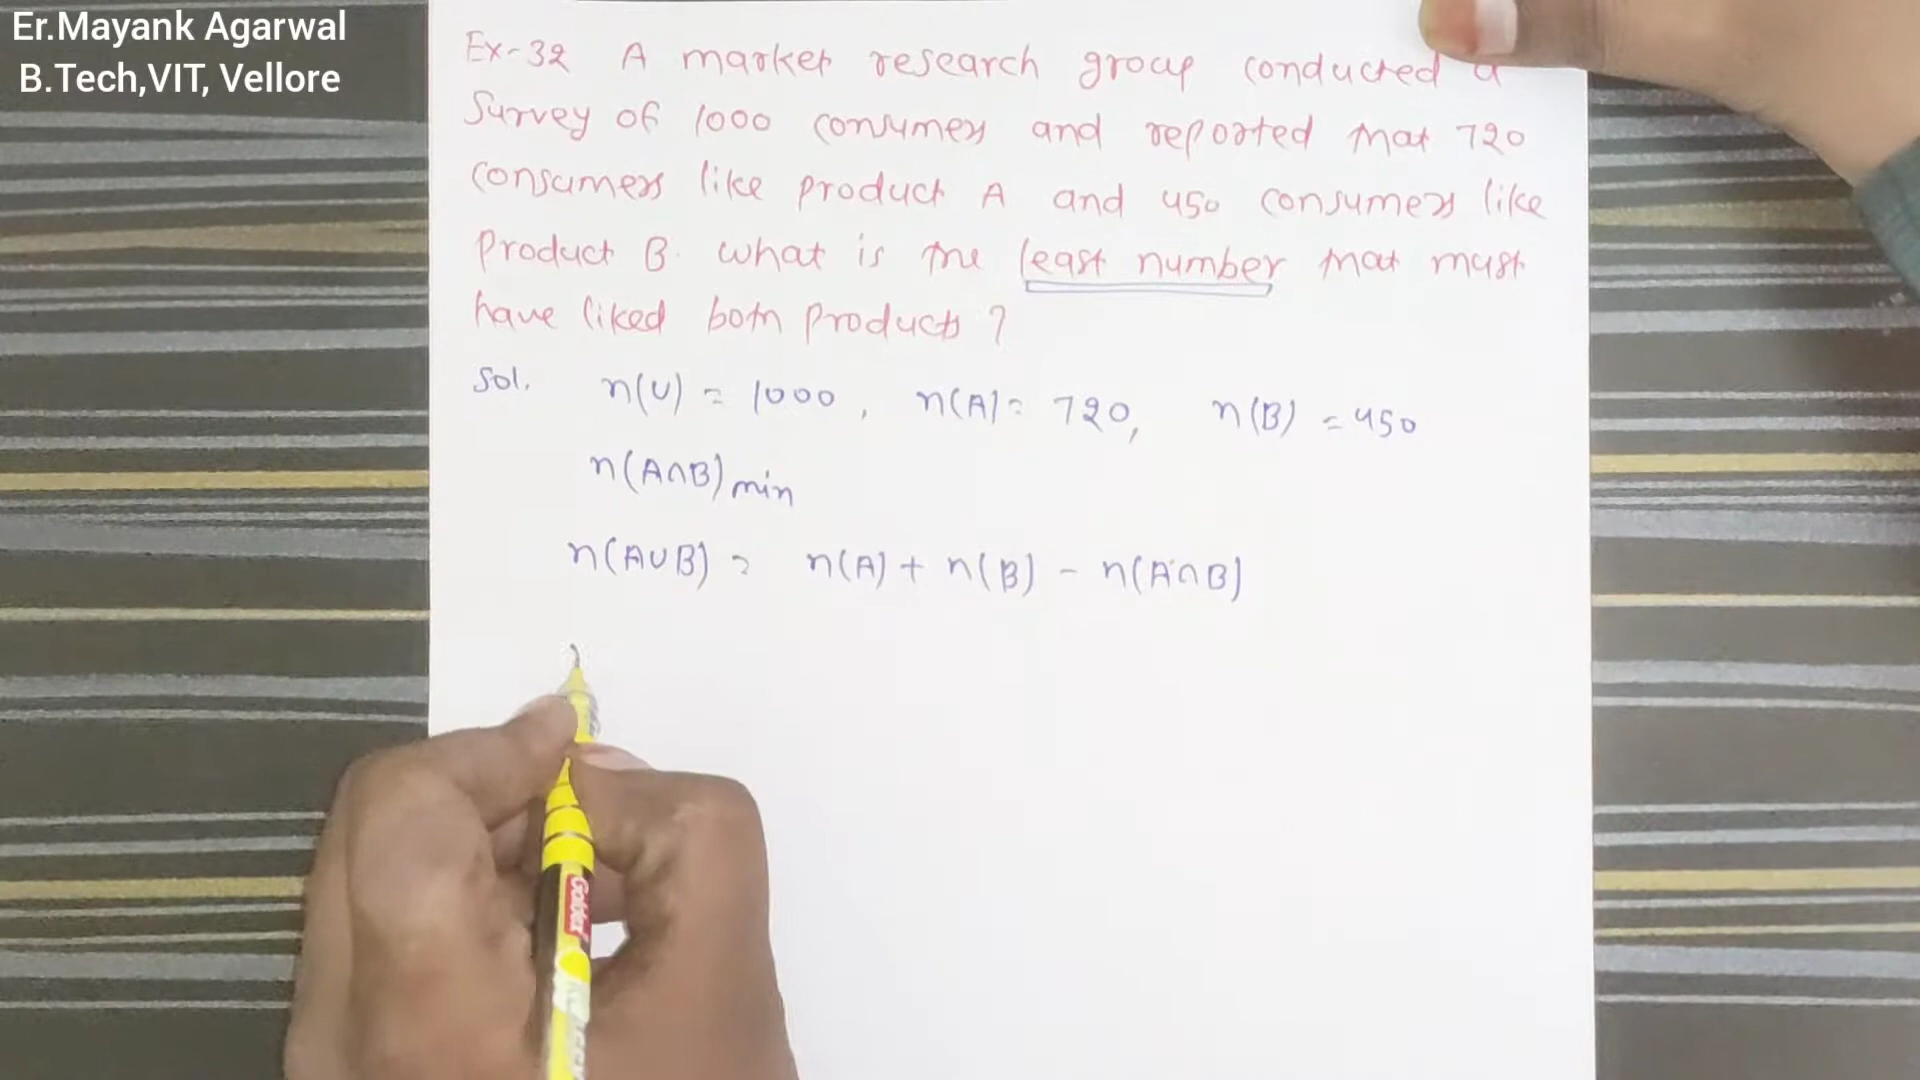 Er.Mayank Agarwal
B.Tech,VIT, Vellore
Ex-32 A market research group conducted a
Survey of 1000 consumers and reported that 720
consumers like product A and 450 consumers like
Product B. what is the least number that must
have liked both products ?
Sol. n(U) = 1000 , n(A) = 720, n(B) = 450
n(A∩B) min
n(A∪B) = n(A) + n(B) - n(A∩B)